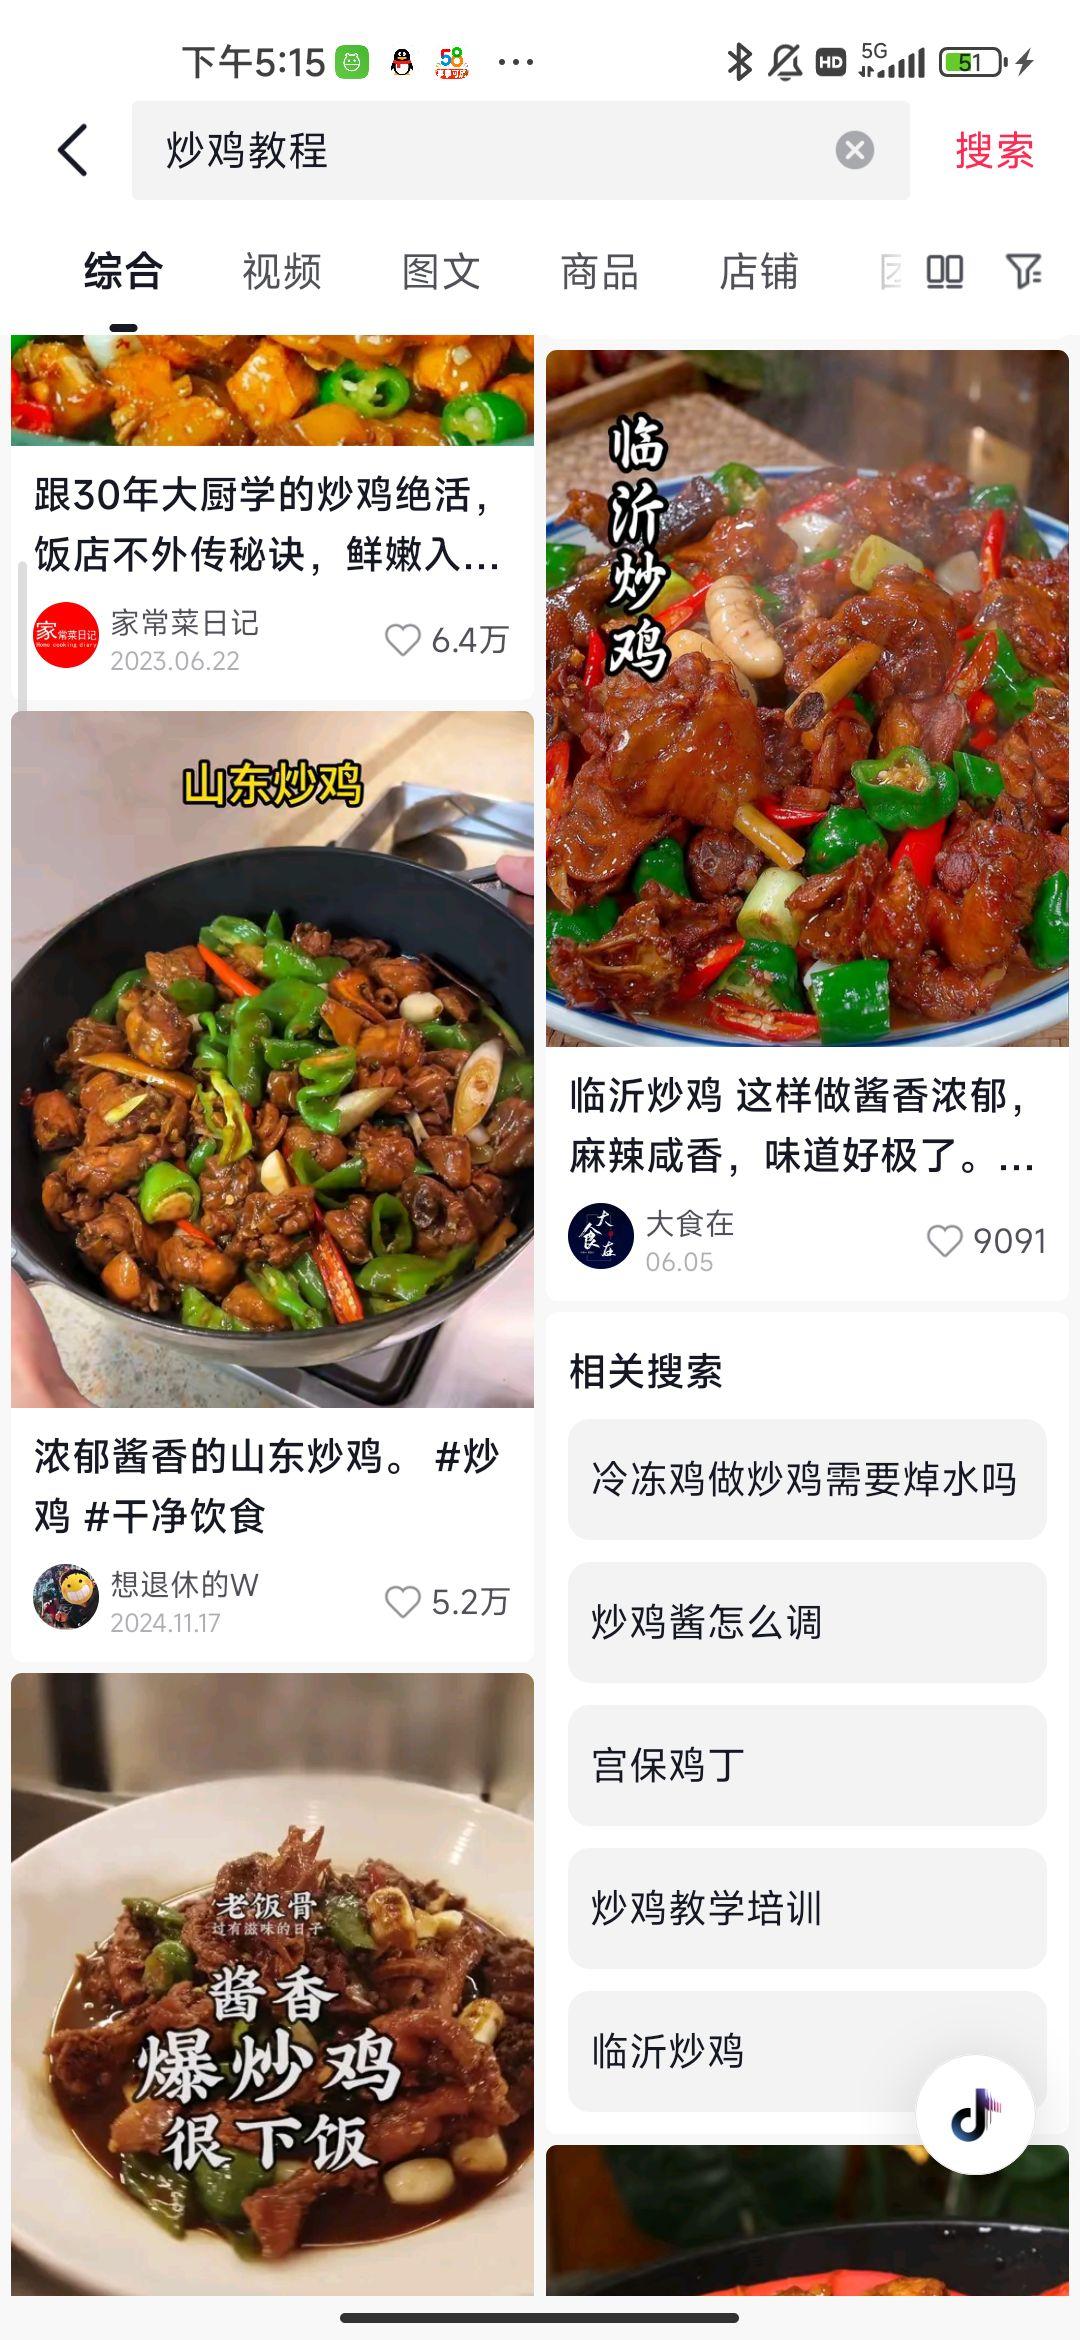 下午5:15
58
...
HD
5G
51
炒鸡教程
搜索
综合
视频
图文
商品
店铺
跟30年大厨学的炒鸡绝活，
饭店不外传秘诀，鲜嫩入...
家常菜日记
Home cooking diary
家常菜日记
2023.06.22
6.4万
山东炒鸡
浓郁酱香的山东炒鸡。 #炒
鸡 #干净饮食
想退休的W
2024.11.17
5.2万
老饭骨
过有滋味的日子
酱香
爆炒鸡
很下饭
临沂炒鸡
临沂炒鸡 这样做酱香浓郁，
麻辣咸香，味道好极了。...
大食在
大食在
06.05
9091
相关搜索
冷冻鸡做炒鸡需要焯水吗
炒鸡酱怎么调
宫保鸡丁
炒鸡教学培训
临沂炒鸡